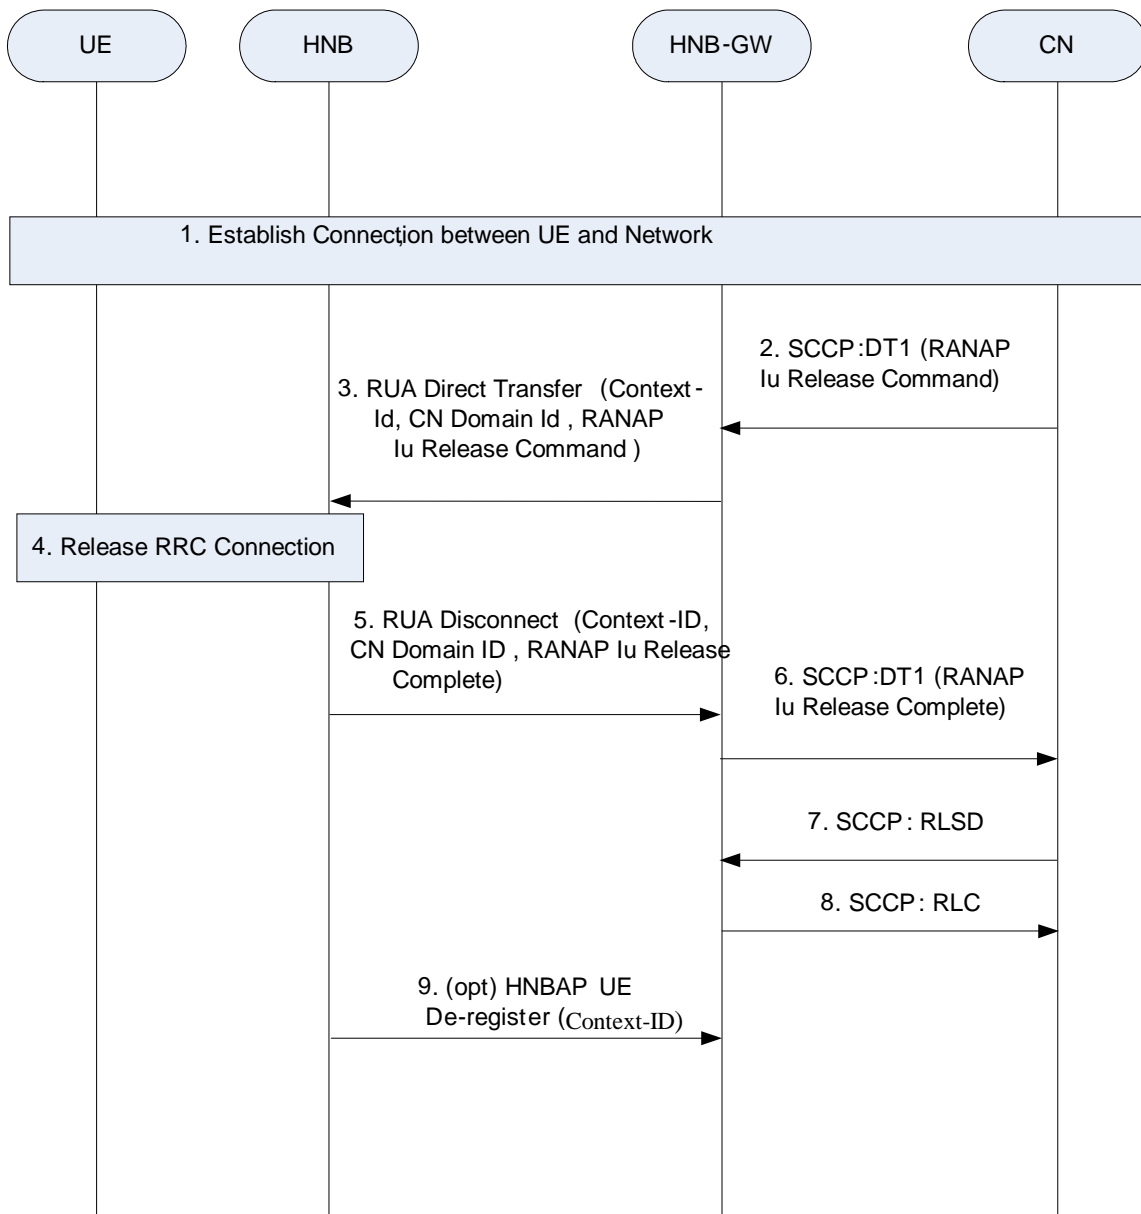 UE
HNB
HNB-GW
CN
1. Establish Connection between UE and Network
2. SCCP:DT1 (RANAP
Iu Release Command)
3. RUA Direct Transfer (Context-
Id, CN Domain Id , RANAP
Iu Release Command )
4. Release RRC Connection
5. RUA Disconnect (Context-ID,
CN Domain ID , RANAP Iu Release
Complete)
6. SCCP:DT1 (RANAP
Iu Release Complete)
7. SCCP: RLSD
8. SCCP: RLC
9. (opt) HNBAP UE
De-register (Context-ID)